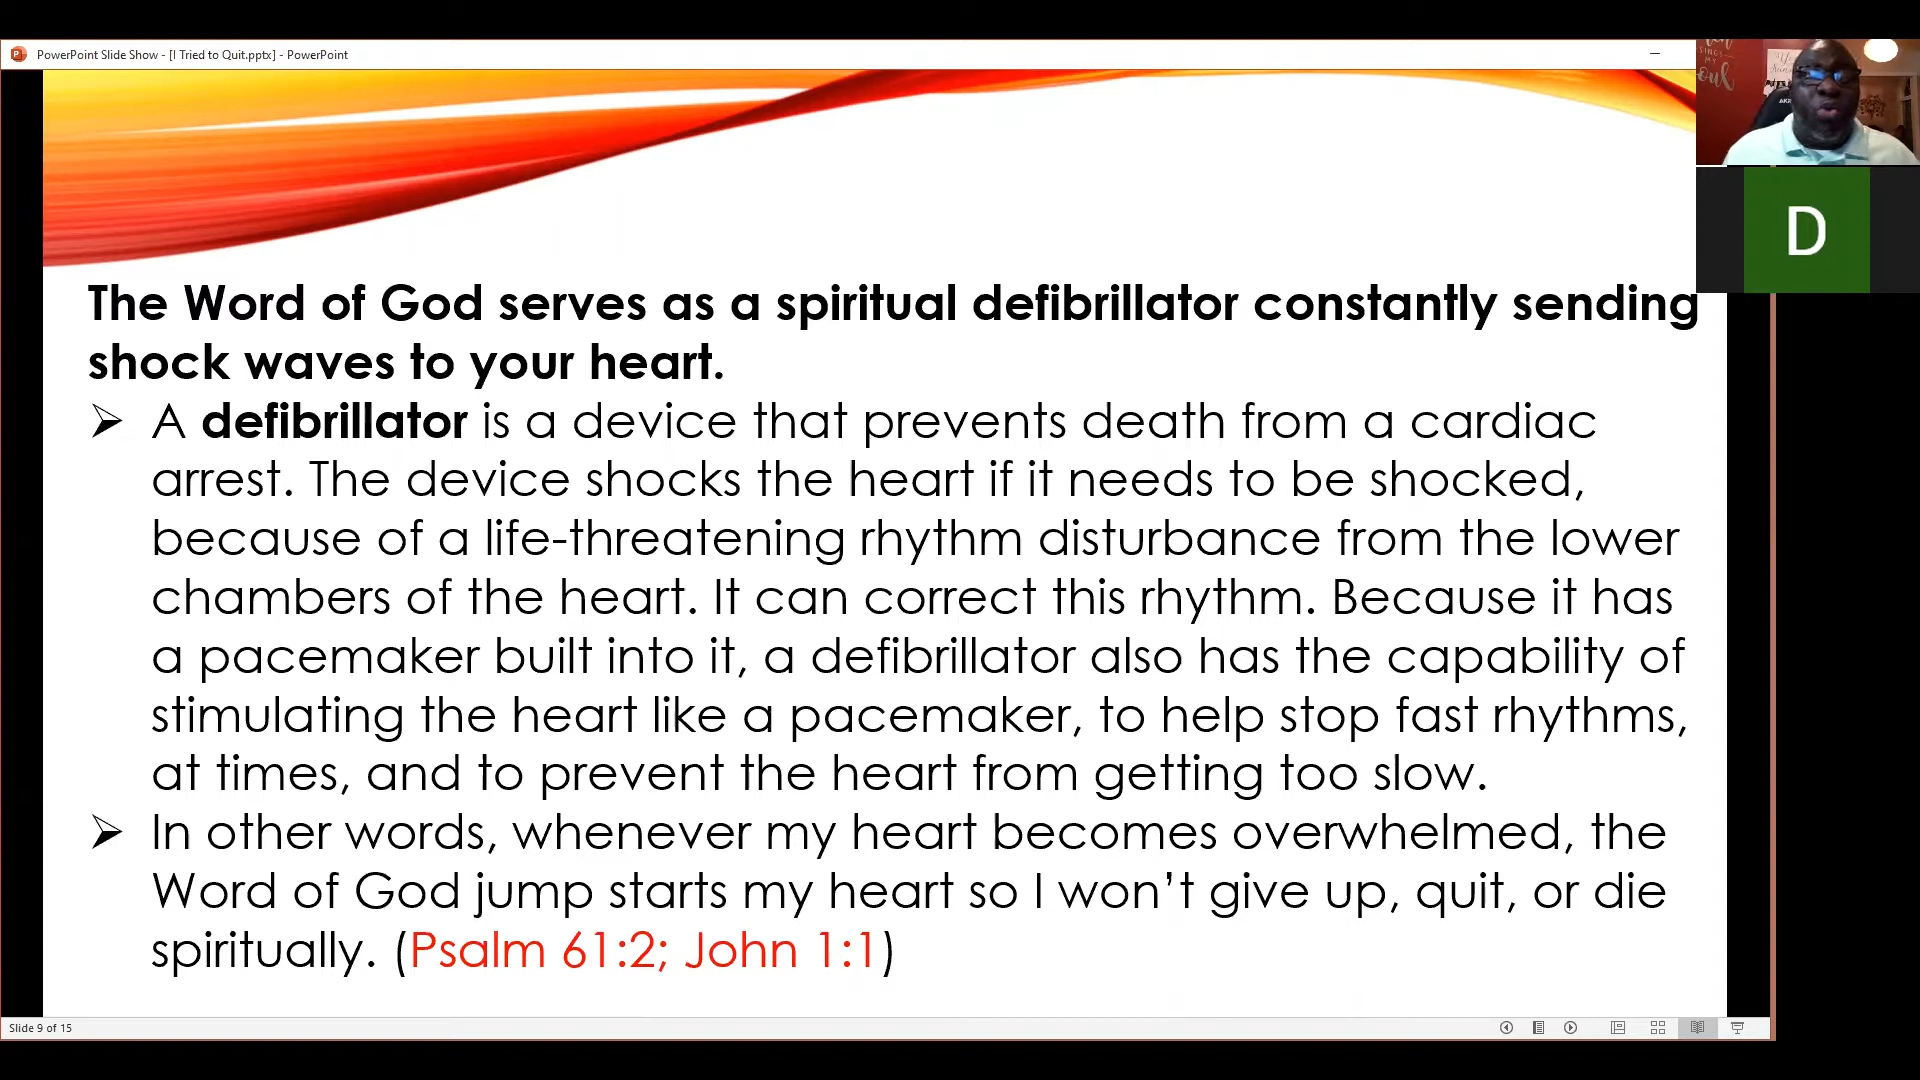 PowerPoint Slide Show - [I Tried to Quit.pptx] - PowerPoint
SINGS
MY
oul
AKR
D
The Word of God serves as a spiritual defibrillator constantly sending
shock waves to your heart.
➢ A defibrillator is a device that prevents death from a cardiac
arrest. The device shocks the heart if it needs to be shocked,
because of a life-threatening rhythm disturbance from the lower
chambers of the heart. It can correct this rhythm. Because it has
a pacemaker built into it, a defibrillator also has the capability of
stimulating the heart like a pacemaker, to help stop fast rhythms,
at times, and to prevent the heart from getting too slow.
➢ In other words, whenever my heart becomes overwhelmed, the
Word of God jump starts my heart so I won’t give up, quit, or die
spiritually. (Psalm 61:2; John 1:1)
Slide 9 of 15